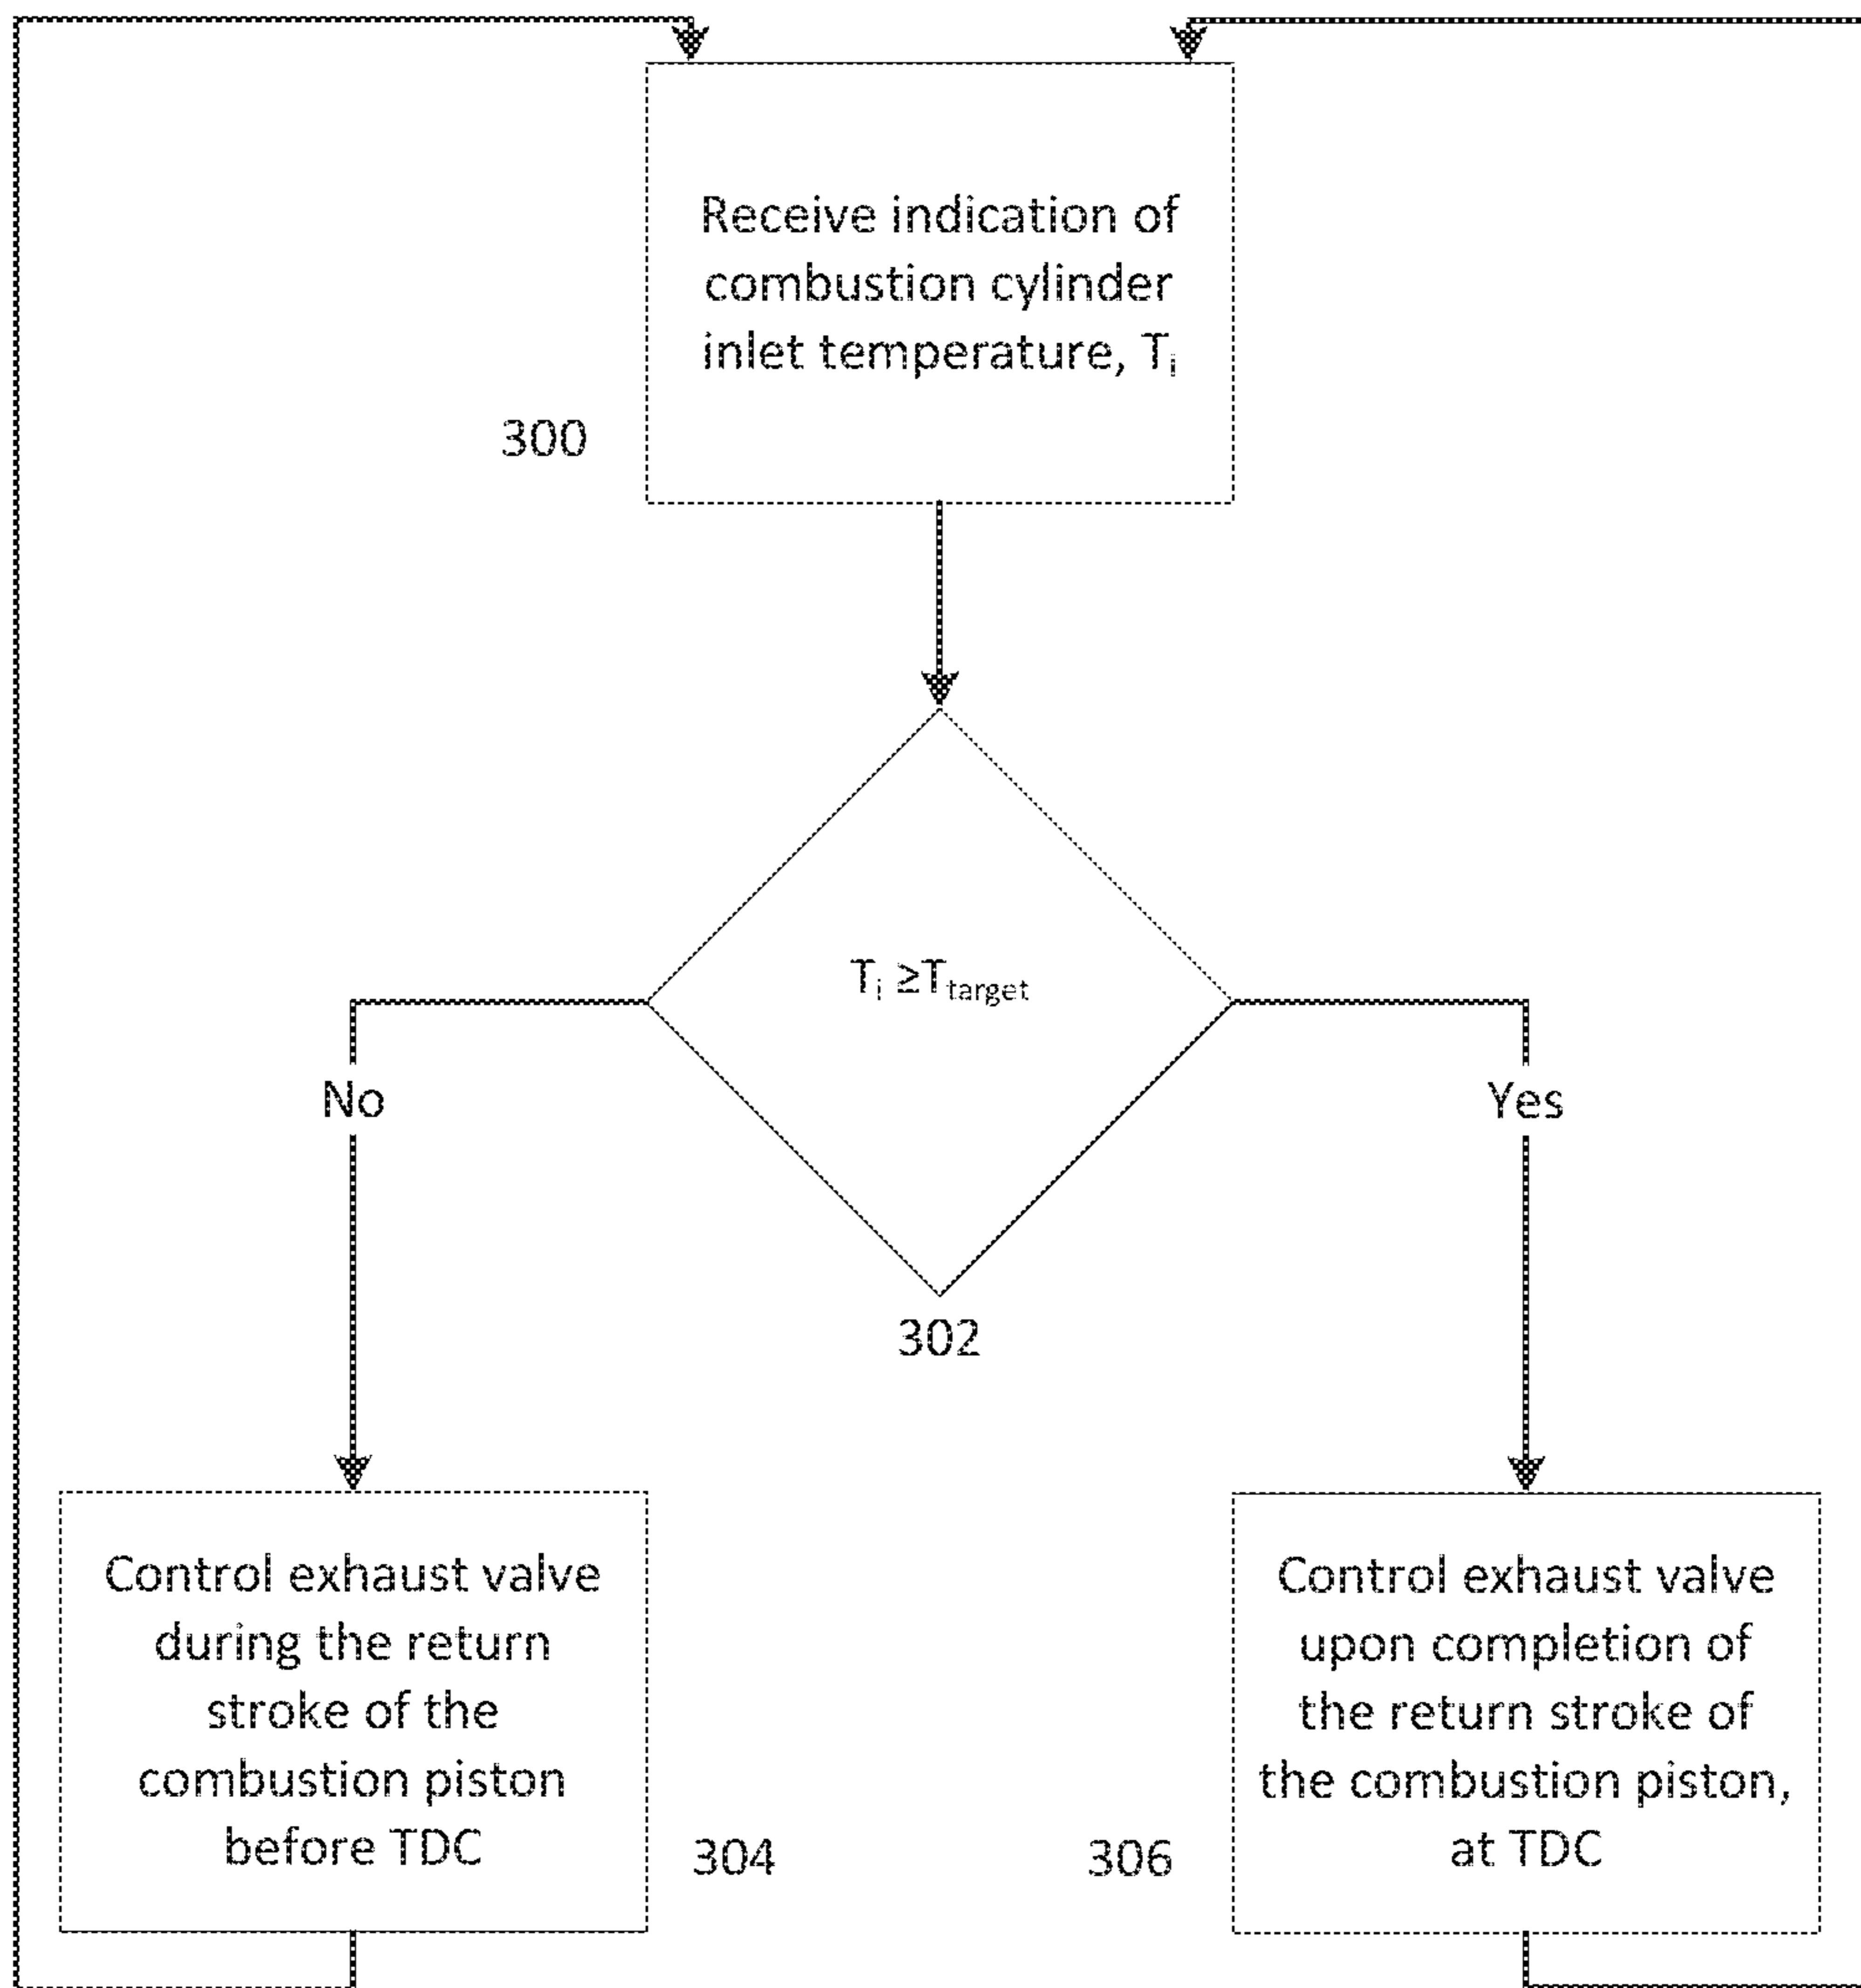 Receive indication of
combustion cylinder
inlet temperature, Ti
300
Ti ≥Ttarget
No
Yes
302
Control exhaust valve
during the return
stroke of the
combustion piston
before TDC
304
306
Control exhaust valve
upon completion of
the return stroke of
the combustion piston,
at TDC